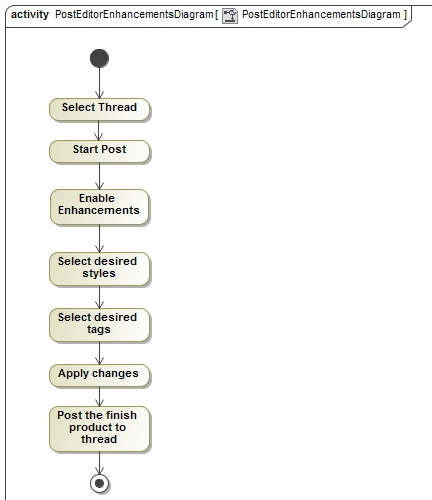 activity PostEditorEnhancementsDiagram [ PostEditorEnhancementsDiagram ]
Select Thread
Start Post
Enable
Enhancements
Select desired
styles
Select desired
tags
Apply changes
Post the finish
product to
thread